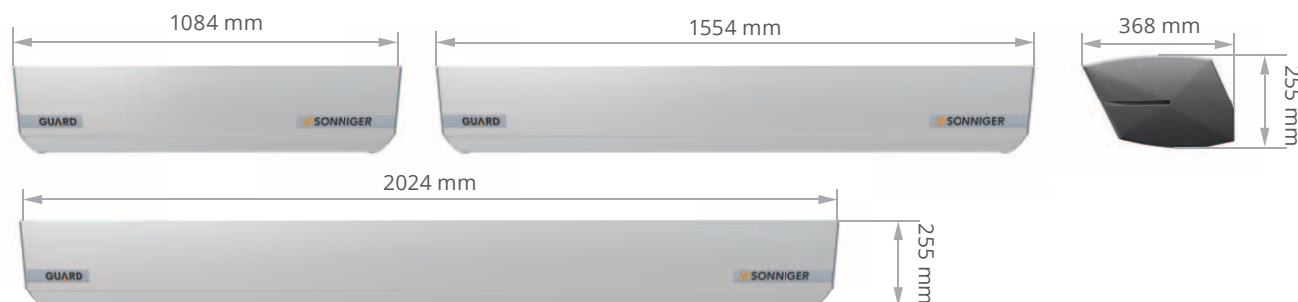 1084 mm
1554 mm
368 mm
255 mm
GUARD
SONNIGER
GUARD
SONNIGER
2024 mm
255 mm
GUARD
SONNIGER